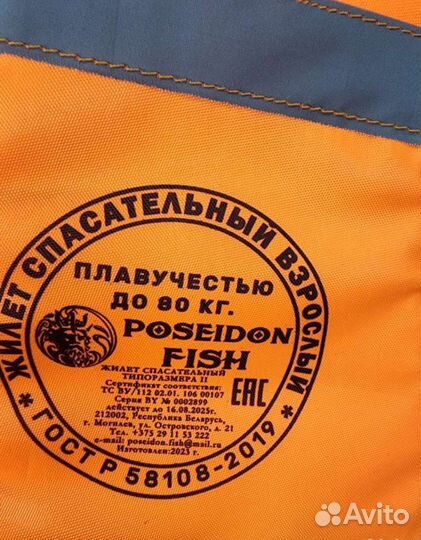 ЖИЛЕТ СПАСАТЕЛЬНЫЙ ВЗРОСЛЫЙ
ПЛАВУЧЕСТЬЮ
ДО 80 КГ.
POSEIDON
FISH
ЖИЛЕТ СПАСАТЕЛЬНЫЙ
ТИПОРАЗМЕРА II
Сертификат соответствия:
ТС BY/112 02.01. 106 00107
Серия BY № 0002899
действует до 16.08.2025г.
212002, Республика Беларусь,
г. Могилев, ул. Островского, д. 21
Тел. +375 29 11 53 222
e-mail: poseidon.fish@mail.ru
Изготовлен:2023 г
EAC
* ГОСТ Р 58108-2019 *
Avito